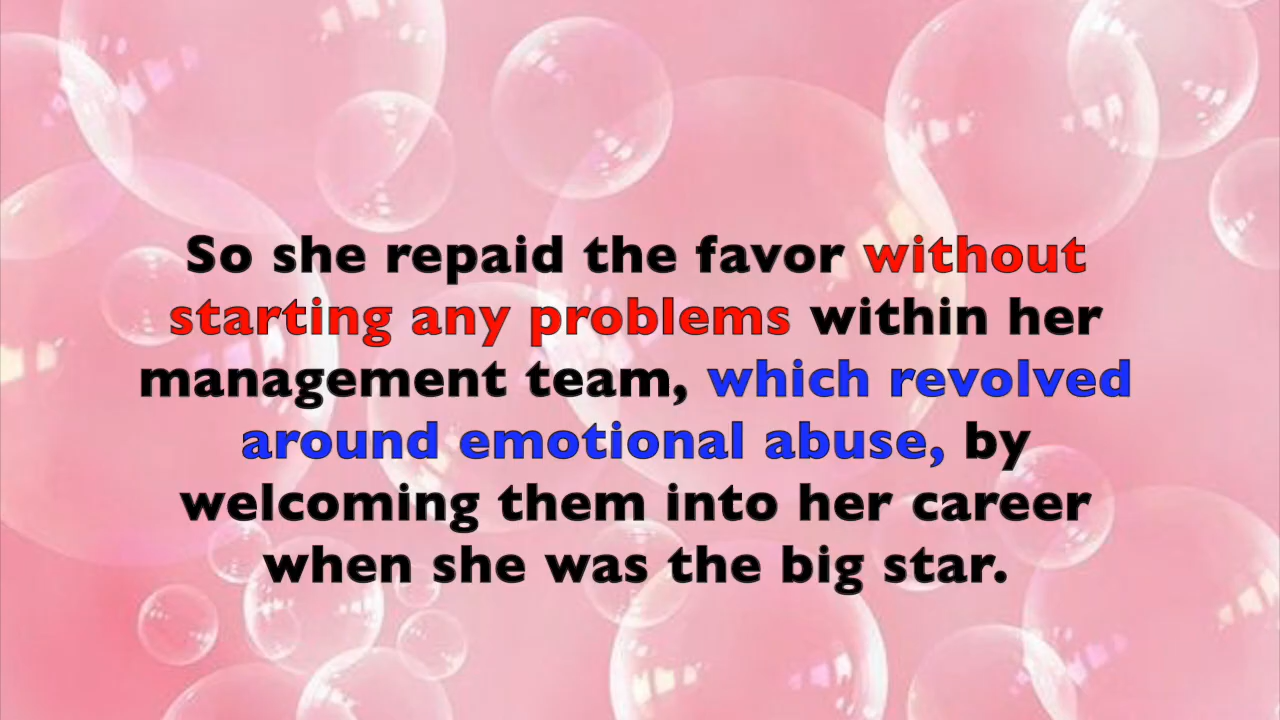 So she repaid the favor without
starting any problems within her
management team, which revolved
around emotional abuse, by
welcoming them into her career
when she was the big star.